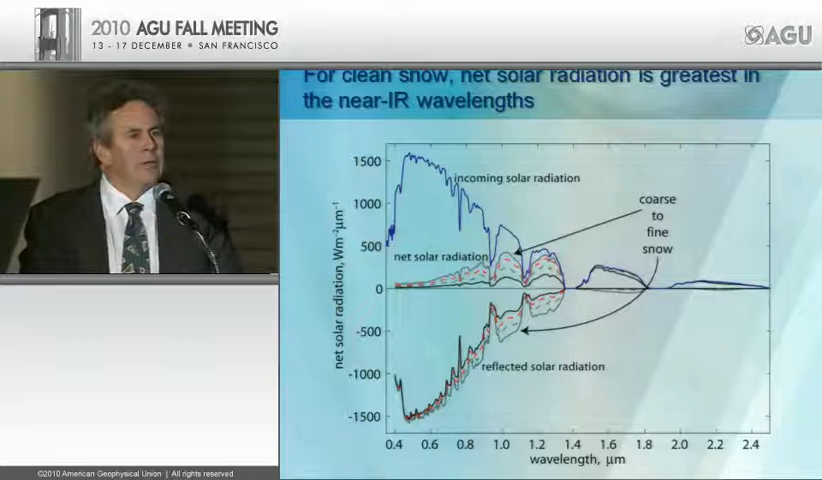 2010 AGU FALL MEETING
13 - 17 DECEMBER SAN FRANCISCO
AGU
For clean snow, net solar radiation is greatest in
the near-IR wavelengths
1500
1000
500
0
-500
-1000
-1500
net solar radiation, Wm⁻²μm⁻¹
incoming solar radiation
coarse
to
fine
snow
net solar radiation
reflected solar radiation
0.4 0.6 0.8 1.0 1.2 1.4 1.6 1.8 2.0 2.2 2.4
wavelength, μm
©2010 American Geophysical Union | All rights reserved